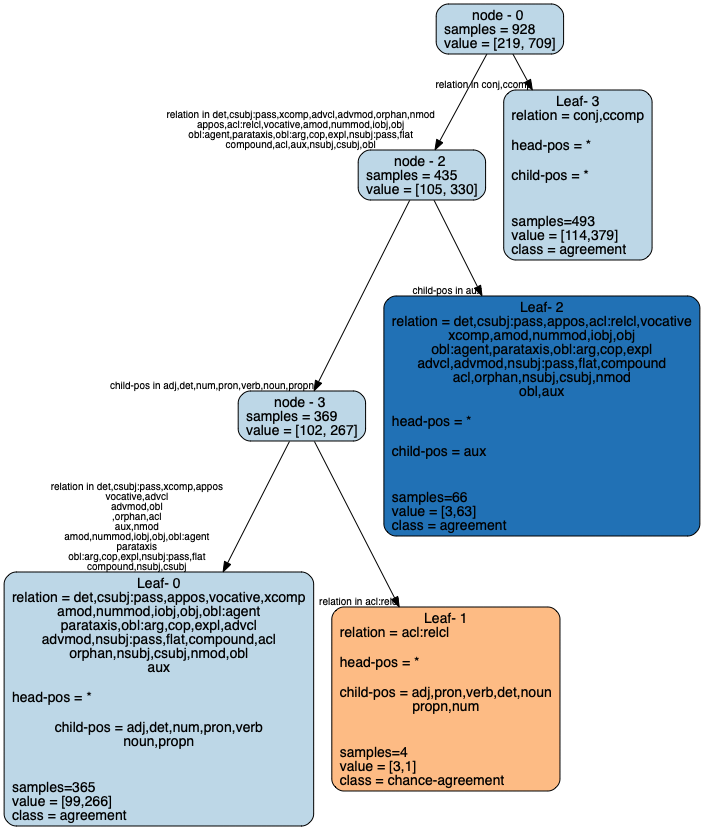 node - 0
samples = 928
value = [219, 709]
relation in conj,ccomp
Leaf- 3
relation = conj,ccomp
head-pos = *
child-pos = *
samples=493
value = [114,379]
class = agreement
relation in det,csubj:pass,xcomp,advcl,advmod,orphan,nmod
appos,acl:relcl,vocative,amod,nummod,iobj,obj
obl:agent,parataxis,obl:arg,cop,expl,nsubj:pass,flat
compound,acl,aux,nsubj,csubj,obl
node - 2
samples = 435
value = [105, 330]
child-pos in aux
Leaf- 2
relation = det,csubj:pass,appos,acl:relcl,vocative
xcomp,amod,nummod,iobj,obj
obl:agent,parataxis,obl:arg,cop,expl
advcl,advmod,nsubj:pass,flat,compound
acl,orphan,nsubj,csubj,nmod
obl,aux
head-pos = *
child-pos = aux
samples=66
value = [3,63]
class = agreement
child-pos in adj,det,num,pron,verb,noun,propn
node - 3
samples = 369
value = [102, 267]
relation in det,csubj:pass,xcomp,appos
vocative,advcl
advmod,obl
,orphan,acl
aux,nmod
amod,nummod,iobj,obj,obl:agent
parataxis
obl:arg,cop,expl,nsubj:pass,flat
compound,nsubj,csubj
Leaf- 0
relation = det,csubj:pass,appos,vocative,xcomp
amod,nummod,iobj,obj,obl:agent
parataxis,obl:arg,cop,expl,advcl
advmod,nsubj:pass,flat,compound,acl
orphan,nsubj,csubj,nmod,obl
aux
head-pos = *
child-pos = adj,det,num,pron,verb
noun,propn
samples=365
value = [99,266]
class = agreement
relation in acl:relcl
Leaf- 1
relation = acl:relcl
head-pos = *
child-pos = adj,pron,verb,det,noun
propn,num
samples=4
value = [3,1]
class = chance-agreement